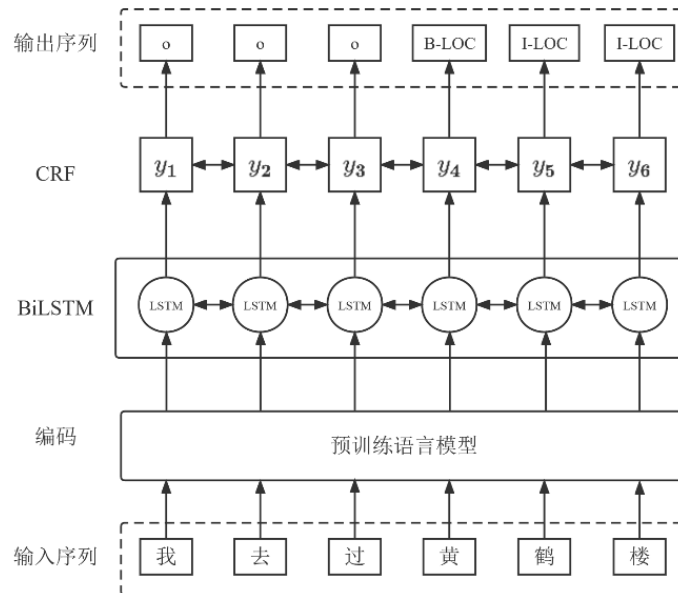 输出序列 o o o B-LOC I-LOC I-LOC
CRF y₁ y₂ y₃ y₄ y₅ y₆
BiLSTM LSTM LSTM LSTM LSTM LSTM LSTM
编码 预训练语言模型
输入序列 我 去 过 黄 鹤 楼